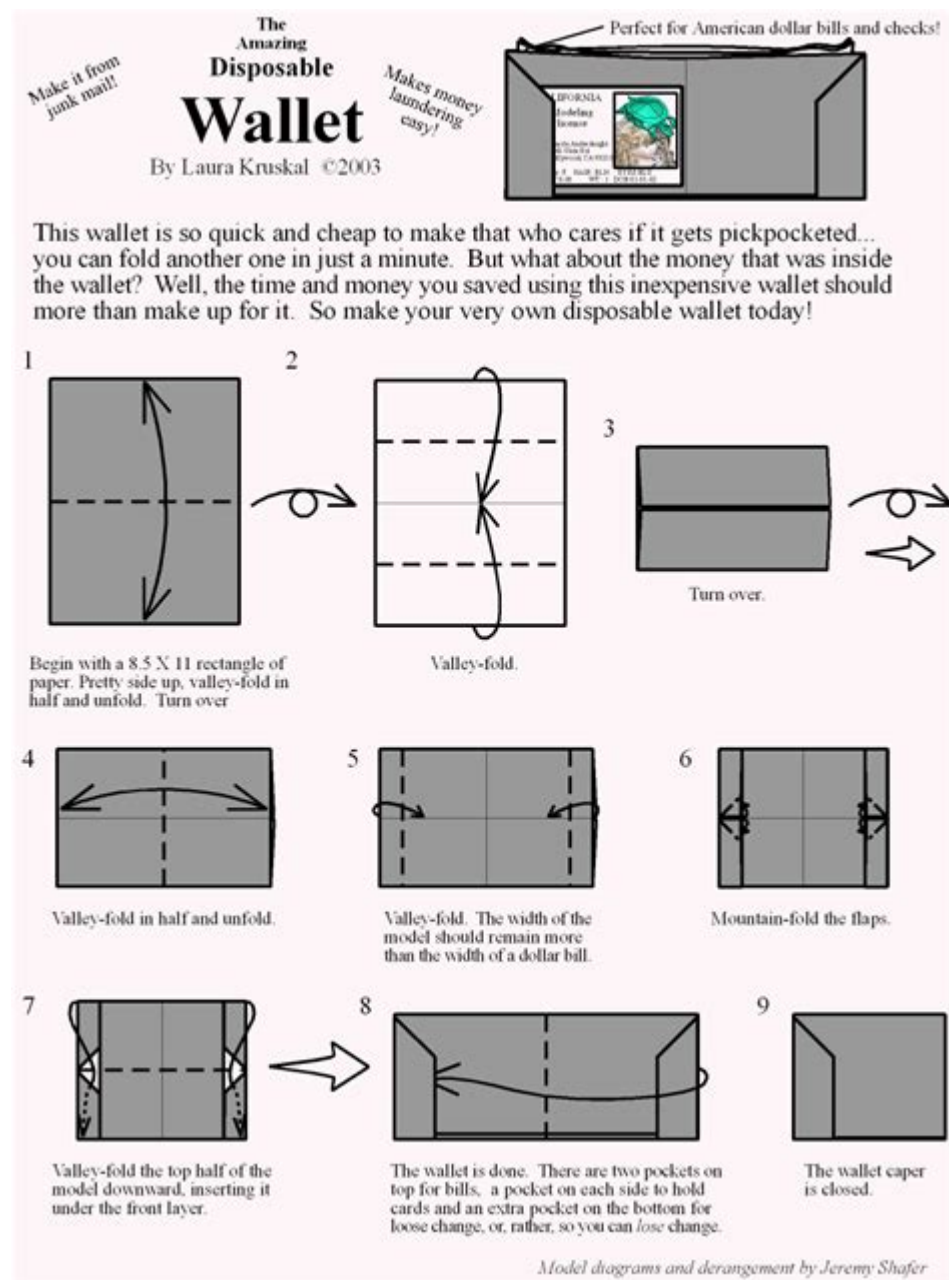 The
Amazing
Disposable
Wallet
By Laura Kruskal ©2003
Make it from
junk mail!
Makes money
laundering
easy!
Perfect for American dollar bills and checks!
LIFORNIA
This wallet is so quick and cheap to make that who cares if it gets pickpocketed...
you can fold another one in just a minute. But what about the money that was inside
the wallet? Well, the time and money you saved using this inexpensive wallet should
more than make up for it. So make your very own disposable wallet today!
1
2
3
Turn over.
Begin with a 8.5 X 11 rectangle of
paper. Pretty side up, valley-fold in
half and unfold. Turn over
Valley-fold.
4
5
6
Valley-fold in half and unfold.
Valley-fold. The width of the
model should remain more
than the width of a dollar bill.
Mountain-fold the flaps.
7
8
9
Valley-fold the top half of the
model downward, inserting it
under the front layer.
The wallet is done. There are two pockets on
top for bills, a pocket on each side to hold
cards and an extra pocket on the bottom for
loose change, or, rather, so you can lose change.
The wallet caper
is closed.
Model diagrams and derangement by Jeremy Shafer